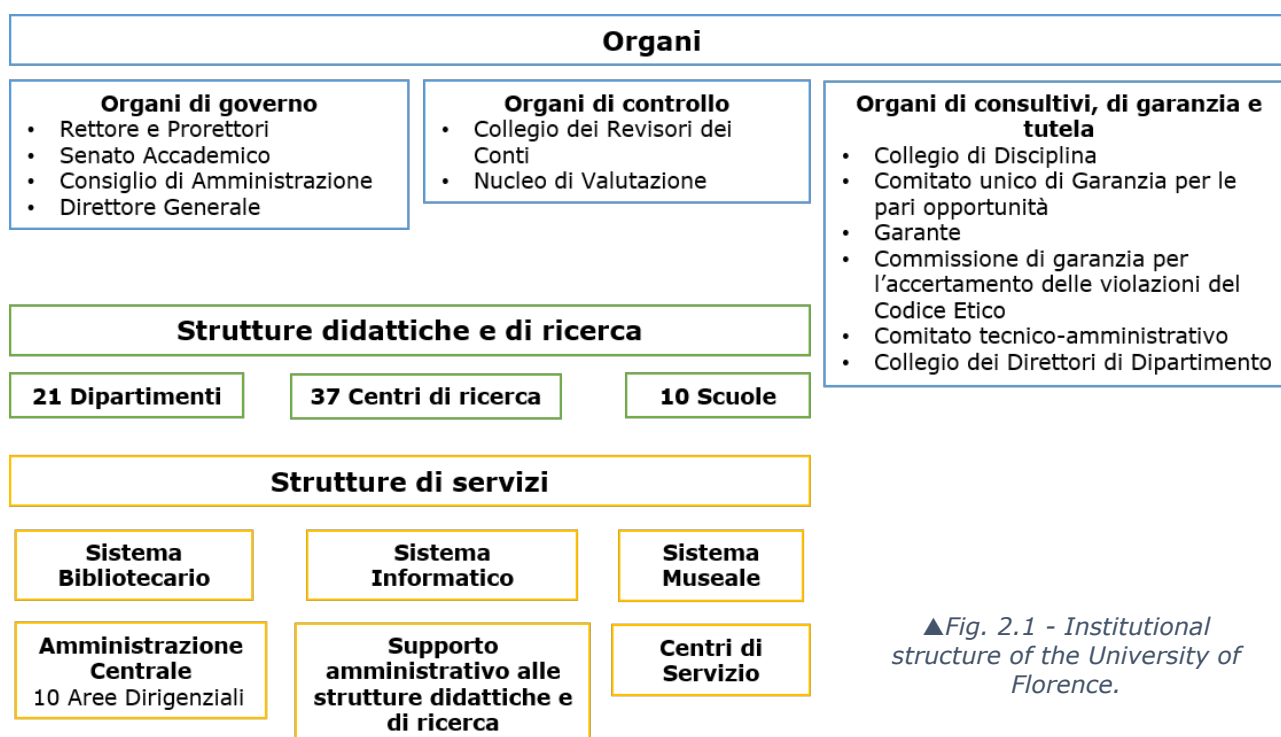 Organi
Organi di governo
• Rettore e Prorettori
• Senato Accademico
• Consiglio di Amministrazione
• Direttore Generale
Organi di controllo
• Collegio dei Revisori dei
Conti
• Nucleo di Valutazione
Organi di consultivi, di garanzia e
tutela
• Collegio di Disciplina
• Comitato unico di Garanzia per le
pari opportunità
• Garante
• Commissione di garanzia per
l’accertamento delle violazioni del
Codice Etico
• Comitato tecnico-amministrativo
• Collegio dei Direttori di Dipartimento
Strutture didattiche e di ricerca
21 Dipartimenti
37 Centri di ricerca
10 Scuole
Strutture di servizi
Sistema
Bibliotecario
Sistema
Informatico
Sistema
Museale
Amministrazione
Centrale
10 Aree Dirigenziali
Supporto
amministrativo alle
strutture didattiche e
di ricerca
Centri di
Servizio
▲Fig. 2.1 - Institutional
structure of the University of
Florence.